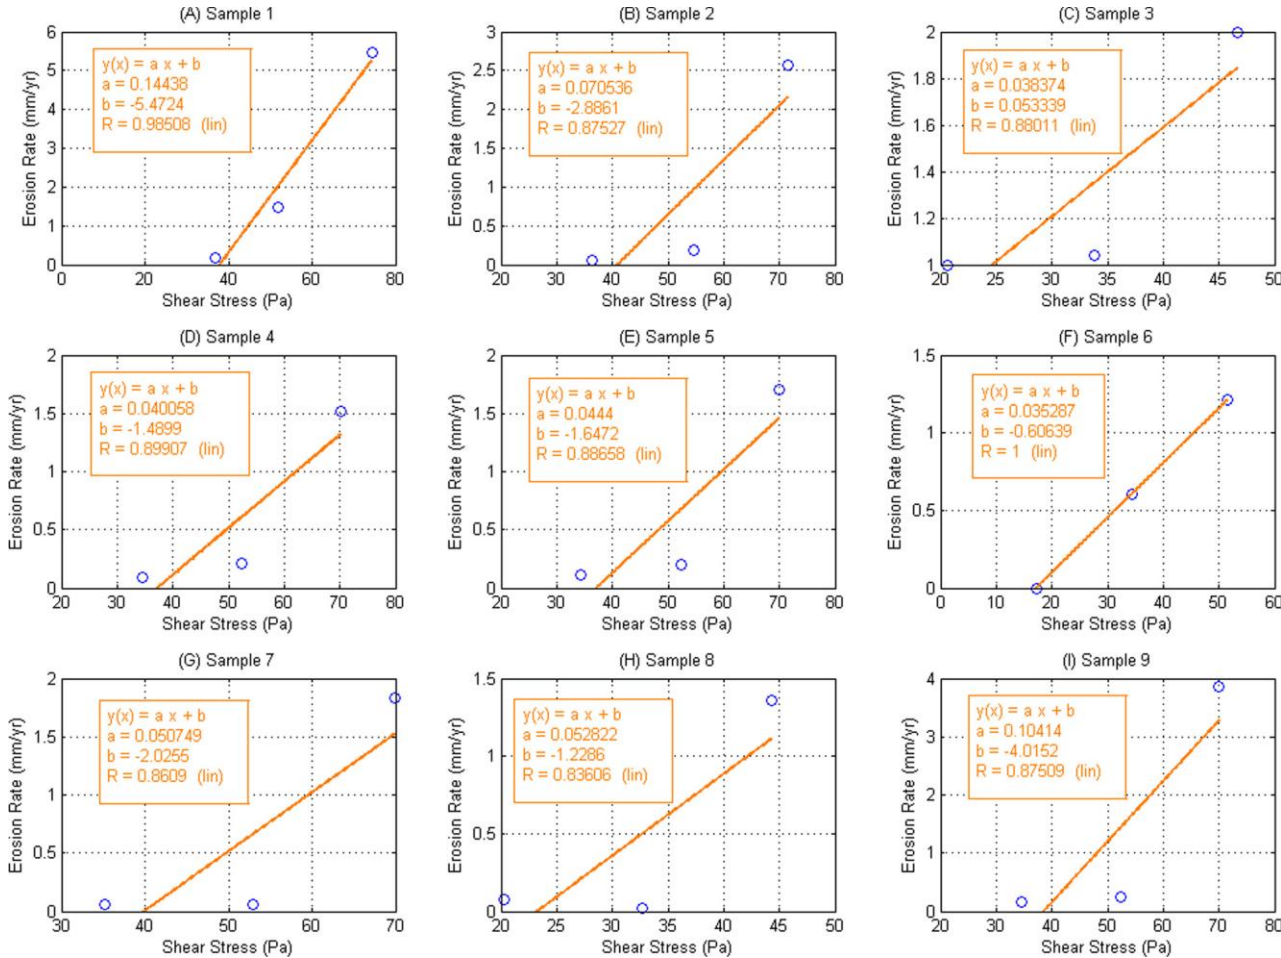 (A) Sample 1
6
5
4
3
2
1
0
Erosion Rate (mm/yr)
y(x) = a x + b
a = 0.14438
b = -5.4724
R = 0.98508 (lin)
0 20 40 60 80
Shear Stress (Pa)
(B) Sample 2
3
2.5
2
1.5
1
0.5
0
Erosion Rate (mm/yr)
y(x) = a x + b
a = 0.070536
b = -2.8861
R = 0.87527 (lin)
20 30 40 50 60 70 80
Shear Stress (Pa)
(C) Sample 3
2
1.8
1.6
1.4
1.2
1
Erosion Rate (mm/yr)
y(x) = a x + b
a = 0.038374
b = 0.053339
R = 0.88011 (lin)
20 25 30 35 40 45 50
Shear Stress (Pa)
(D) Sample 4
2
1.5
1
0.5
0
Erosion Rate (mm/yr)
y(x) = a x + b
a = 0.040058
b = -1.4899
R = 0.89907 (lin)
20 30 40 50 60 70 80
Shear Stress (Pa)
(E) Sample 5
2
1.5
1
0.5
0
Erosion Rate (mm/yr)
y(x) = a x + b
a = 0.0444
b = -1.6472
R = 0.88658 (lin)
20 30 40 50 60 70 80
Shear Stress (Pa)
(F) Sample 6
1.5
1
0.5
0
Erosion Rate (mm/yr)
y(x) = a x + b
a = 0.035287
b = -0.60639
R = 1 (lin)
0 10 20 30 40 50 60
Shear Stress (Pa)
(G) Sample 7
2
1.5
1
0.5
0
Erosion Rate (mm/yr)
y(x) = a x + b
a = 0.050749
b = -2.0255
R = 0.8609 (lin)
30 40 50 60 70
Shear Stress (Pa)
(H) Sample 8
1.5
1
0.5
0
Erosion Rate (mm/yr)
y(x) = a x + b
a = 0.052822
b = -1.2286
R = 0.83606 (lin)
20 25 30 35 40 45 50
Shear Stress (Pa)
(I) Sample 9
4
3
2
1
0
Erosion Rate (mm/yr)
y(x) = a x + b
a = 0.10414
b = -4.0152
R = 0.87509 (lin)
20 30 40 50 60 70 80
Shear Stress (Pa)